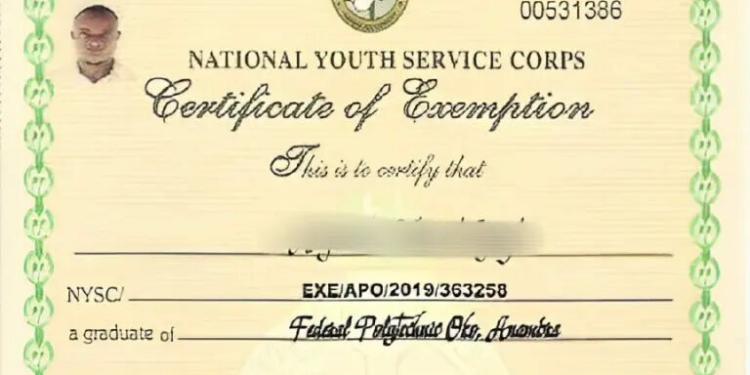 00531386
NATIONAL YOUTH SERVICE CORPS
Certificate of Exemption
This is to certify that
NYSC/ EXE/APO/2019/363258
a graduate of Federal Polytechnic Oko, Anambra